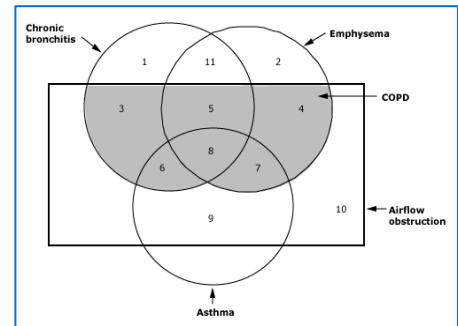 Chronic
bronchitis
Emphysema
1
11
2
COPD
3
5
4
8
6
7
9
10
Airflow
obstruction
Asthma